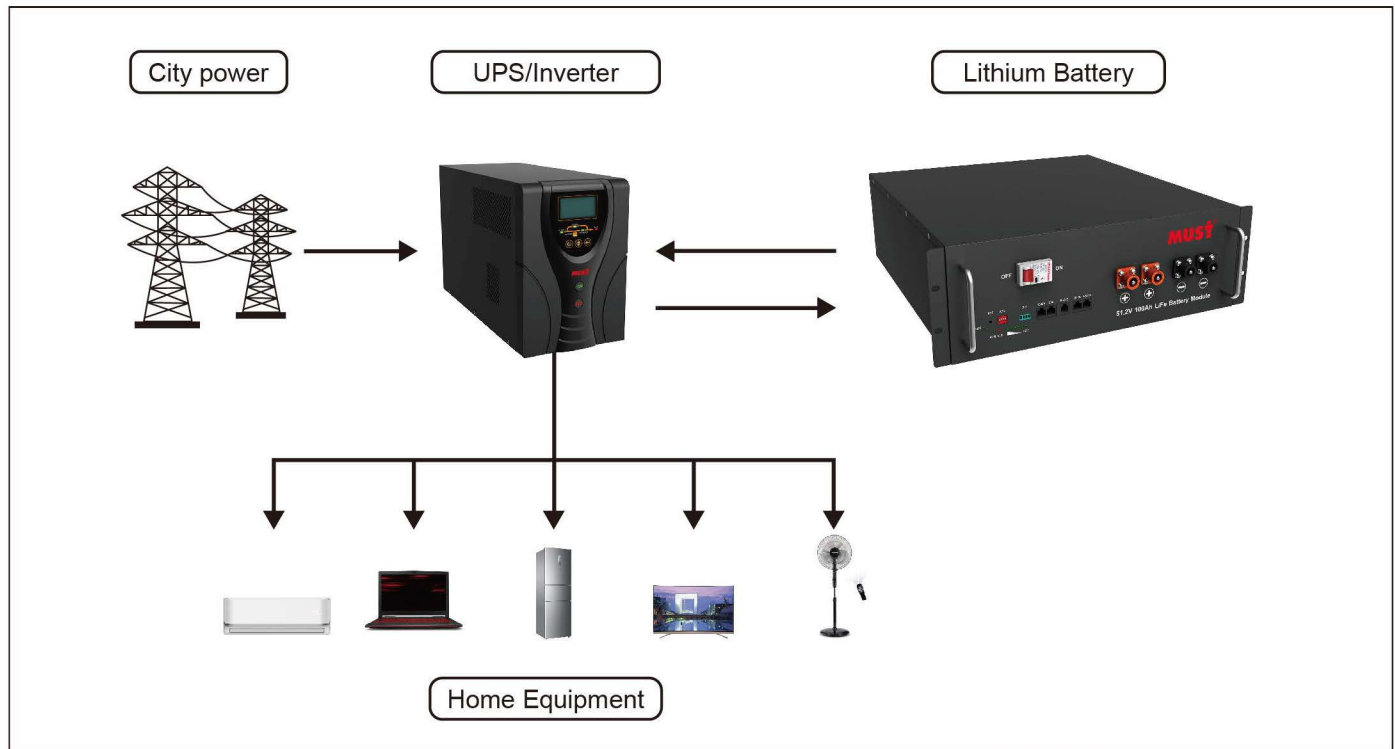 City power
UPS/Inverter
Lithium Battery
MUST
MUST
OFF
ON
51.2V 100Ah LiFe Battery Module
Home Equipment